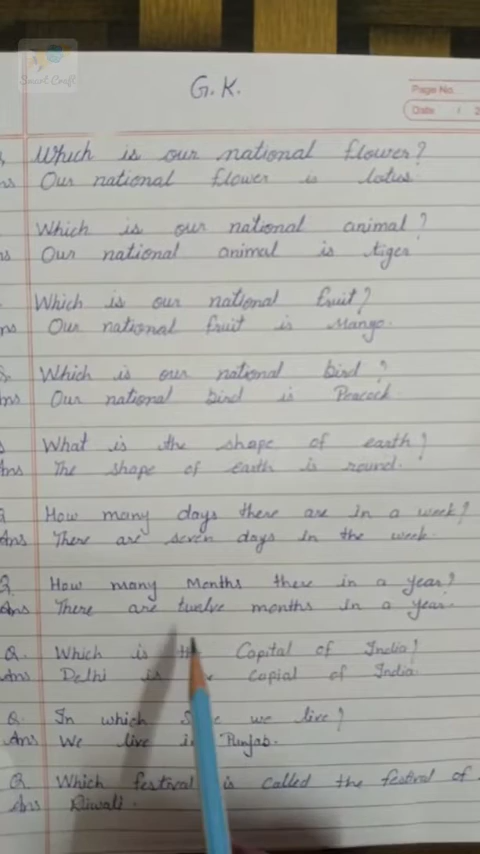 Smart Craft
G.K.
Page No.
Date
Which is our national flower?
Ans Our national flower is lotus.
Which is our national animal?
Ans Our national animal is tiger
Which is our national fruit?
Ans Our national fruit is Mango.
Q. Which is our national bird?
Ans Our national bird is Peacock
What is the shape of earth?
Ans The shape of earth is round.
Q How many days there are in a week?
Ans There are seven days in the week.
Q. How many Months there in a year?
Ans There are twelve months in a year.
Q. Which is the Capital of India?
Ans Delhi is capial of India
Q. In which we live?
Ans We live in Punjab.
Q Which festival is called the festival of
Ans Diwali.